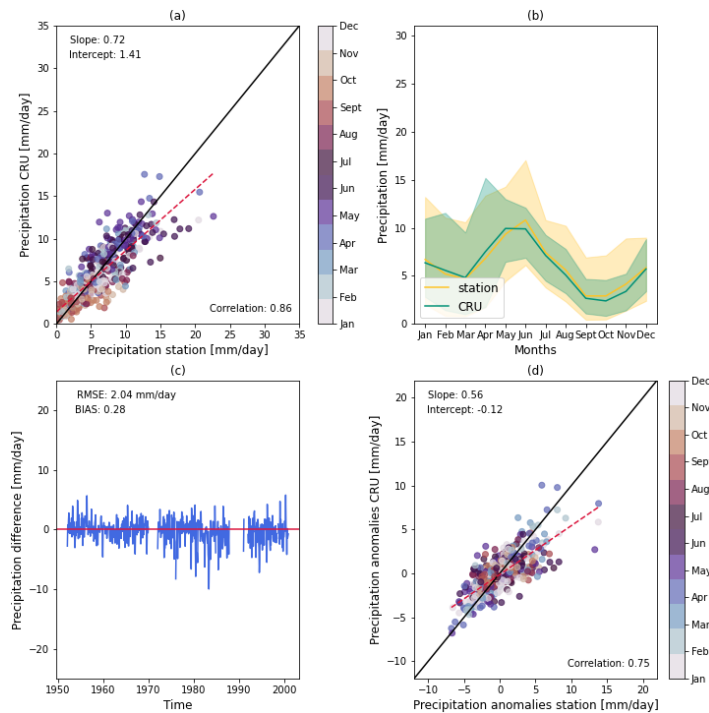 (a)
Slope: 0.72
Intercept: 1.41
Correlation: 0.86
35
30
25
20
15
10
5
0
0 5 10 15 20 25 30 35
Precipitation CRU [mm/day]
Precipitation station [mm/day]
Dec
Nov
Oct
Sept
Aug
Jul
Jun
May
Apr
Mar
Feb
Jan
(b)
30
25
20
15
10
5
0
Precipitation [mm/day]
station
CRU
Jan Feb Mar Apr May Jun Jul Aug Sept Oct Nov Dec
Months
(c)
RMSE: 2.04 mm/day
BIAS: 0.28
20
10
0
−10
−20
Precipitation difference [mm/day]
1950 1960 1970 1980 1990 2000
Time
(d)
Slope: 0.56
Intercept: -0.12
Correlation: 0.75
20
15
10
5
0
−5
−10
Precipitation anomalies CRU [mm/day]
−10 −5 0 5 10 15 20
Precipitation anomalies station [mm/day]
Dec
Nov
Oct
Sept
Aug
Jul
Jun
May
Apr
Mar
Feb
Jan